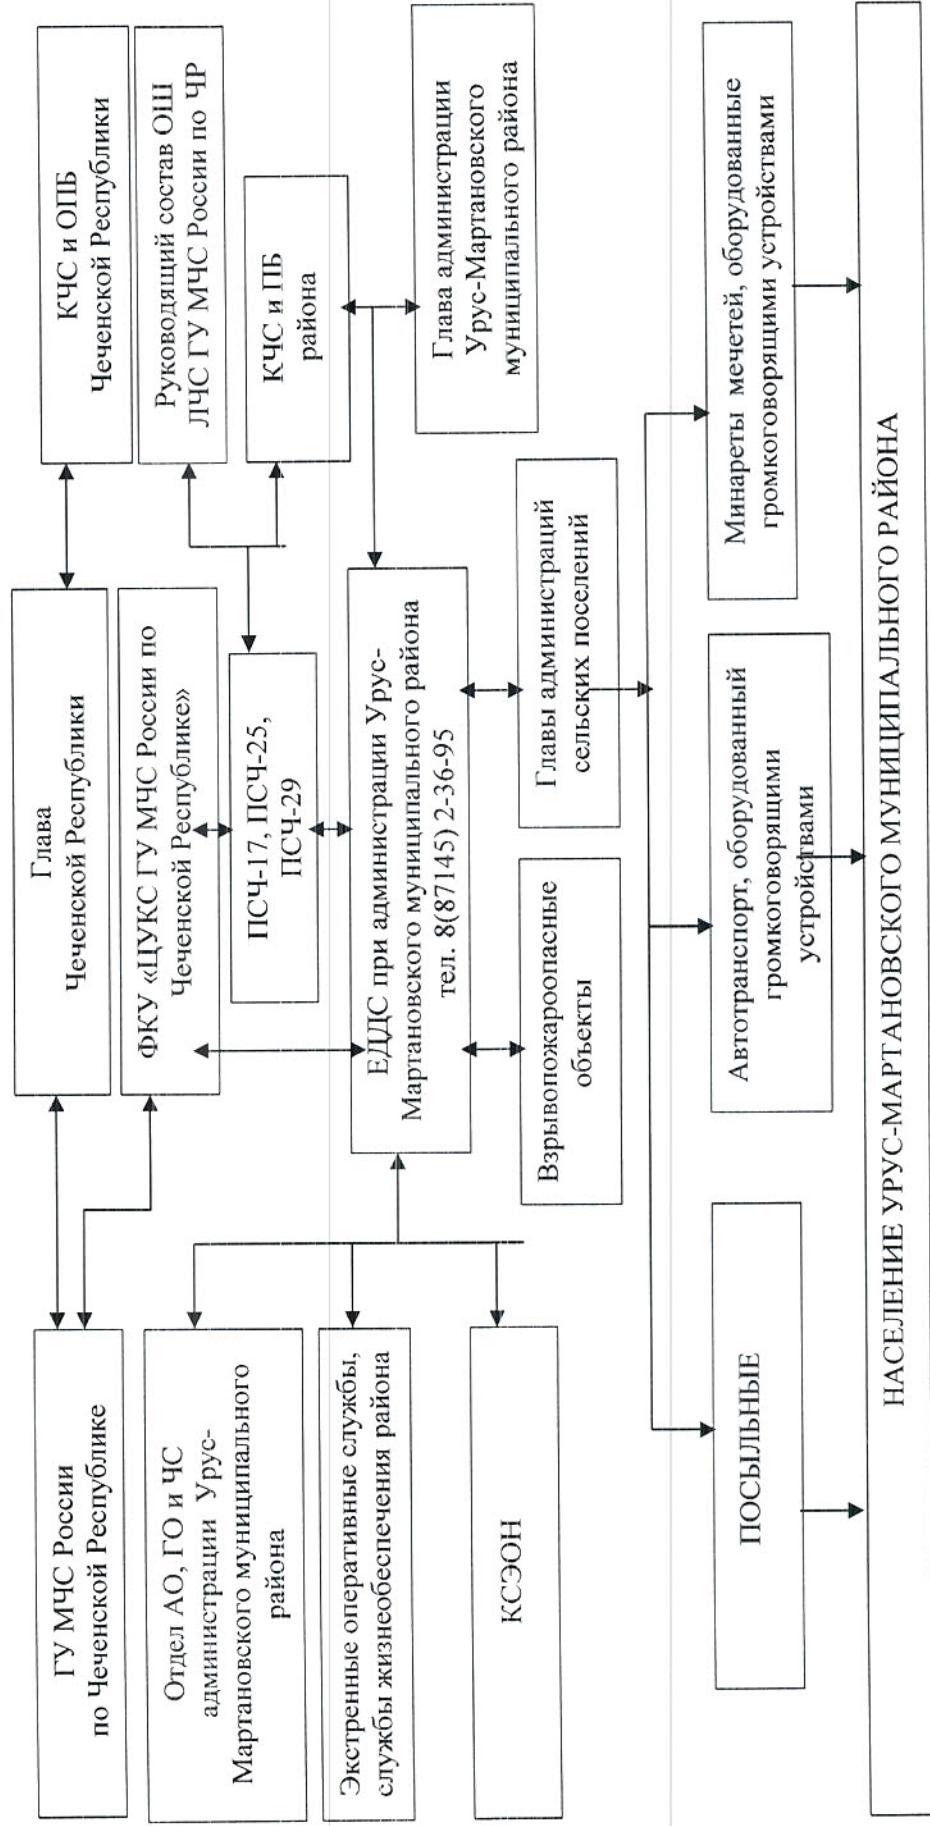 ГУ МЧС России
по Чеченской Республике
Глава
Чеченской Республики
КЧС и ОПБ
Чеченской Республики
ФКУ «ЦУКС ГУ МЧС России по
Чеченской Республике»
Руководящий состав ОШ
ЛЧС ГУ МЧС России по ЧР
Отдел АО, ГО и ЧС
администрации Урус-
Мартановского муниципального
района
ПСЧ-17, ПСЧ-25,
ПСЧ-29
КЧС и ПБ
района
Экстренные оперативные службы,
службы жизнеобеспечения района
ЕДДС при администрации Урус-
Мартановского муниципального района
тел. 8(87145) 2-36-95
Глава администрации
Урус-Мартановского
муниципального района
КСЭОН
Взрывопожароопасные
объекты
Главы администраций
сельских поселений
ПОСЫЛЬНЫЕ
Автотранспорт, оборудованный
громкоговорящими
устройствами
Минареты мечетей, оборудованные
громкоговорящими устройствами
НАСЕЛЕНИЕ УРУС-МАРТАНОВСКОГО МУНИЦИПАЛЬНОГО РАЙОНА